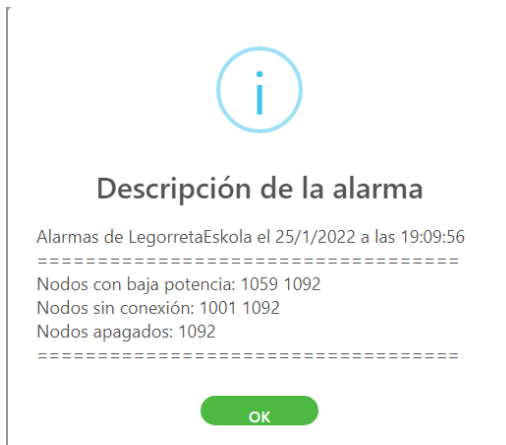 i
Descripción de la alarma
Alarmas de LegorretaEskola el 25/1/2022 a las 19:09:56
===================================
Nodos con baja potencia: 1059 1092
Nodos sin conexión: 1001 1092
Nodos apagados: 1092
===================================
OK